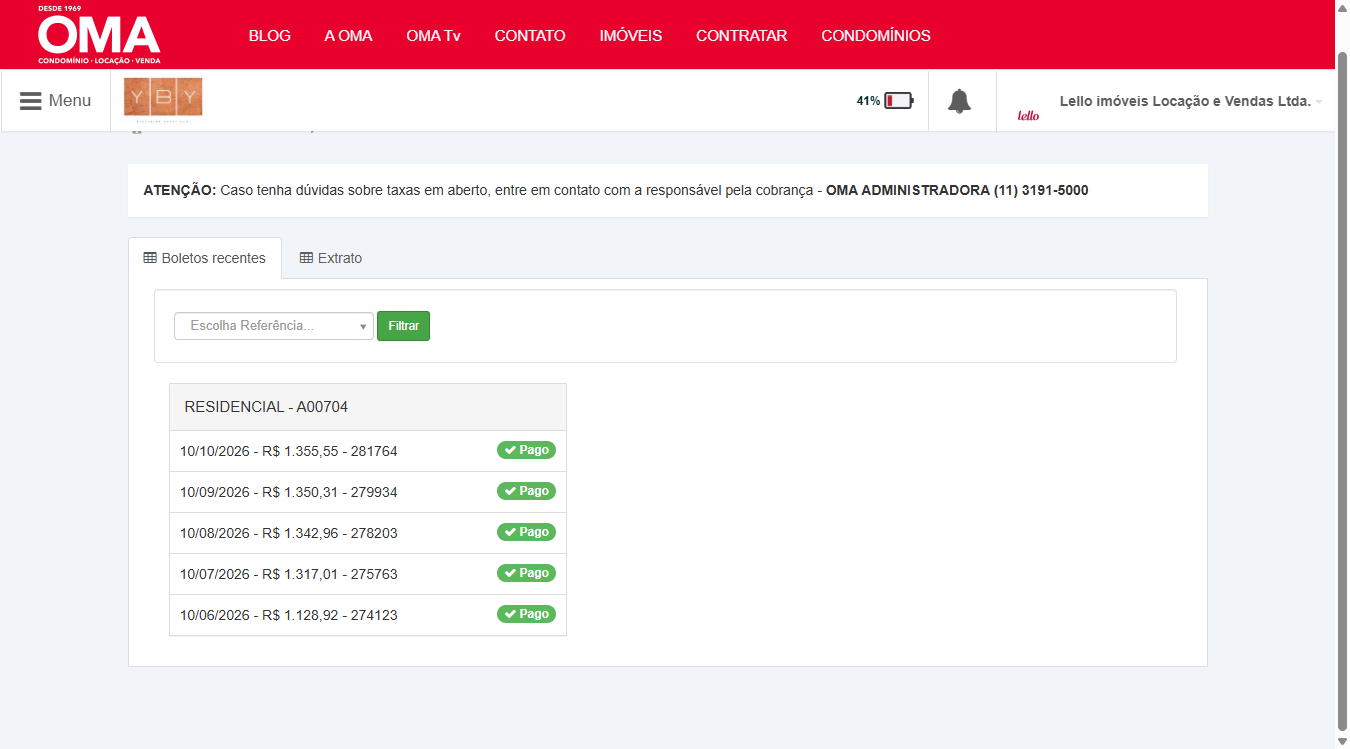 DESDE 1969
OMA
CONDOMÍNIO · LOCAÇÃO · VENDA
BLOG A OMA OMA Tv CONTATO IMÓVEIS CONTRATAR CONDOMÍNIOS
Menu
YBY
41%
lello
Lello imóveis Locação e Vendas Ltda.
ATENÇÃO: Caso tenha dúvidas sobre taxas em aberto, entre em contato com a responsável pela cobrança - OMA ADMINISTRADORA (11) 3191-5000
Boletos recentes Extrato
Escolha Referência... Filtrar
RESIDENCIAL - A00704
10/10/2026 - R$ 1.355,55 - 281764 Pago
10/09/2026 - R$ 1.350,31 - 279934 Pago
10/08/2026 - R$ 1.342,96 - 278203 Pago
10/07/2026 - R$ 1.317,01 - 275763 Pago
10/06/2026 - R$ 1.128,92 - 274123 Pago